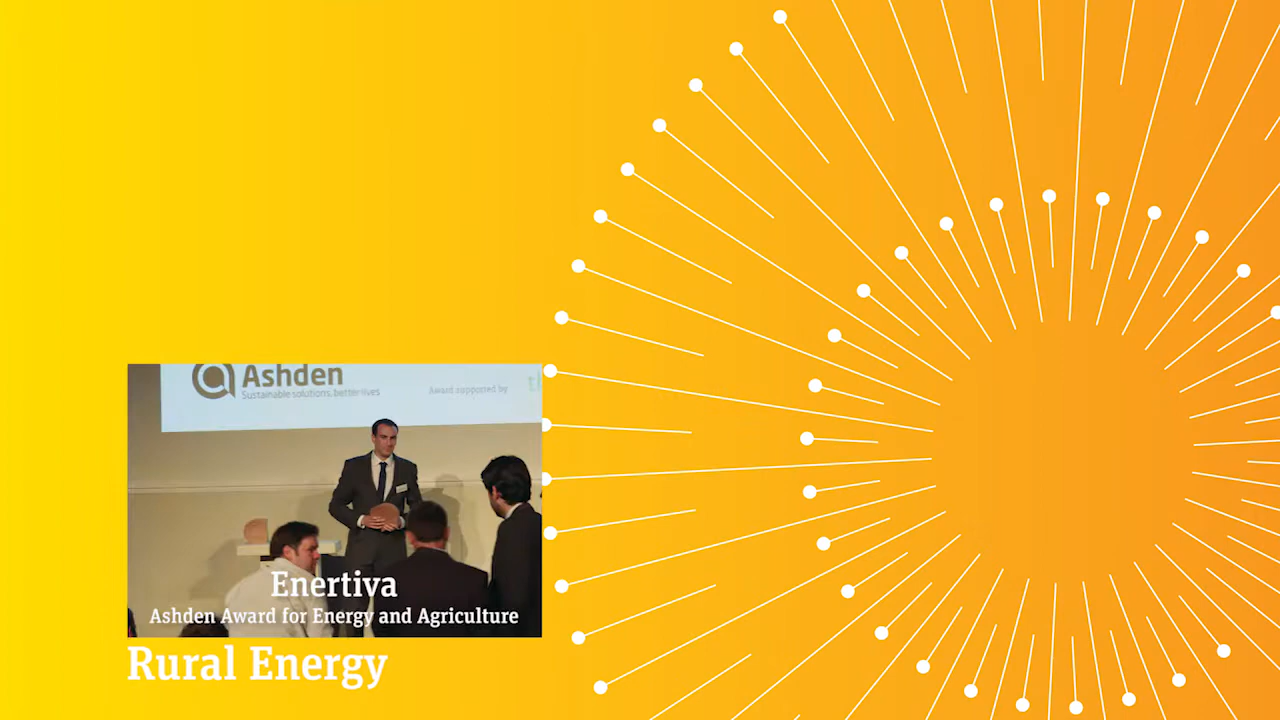 Ashden
Sustainable solutions, better lives
Award supported by
Enertiva
Ashden Award for Energy and Agriculture
Rural Energy